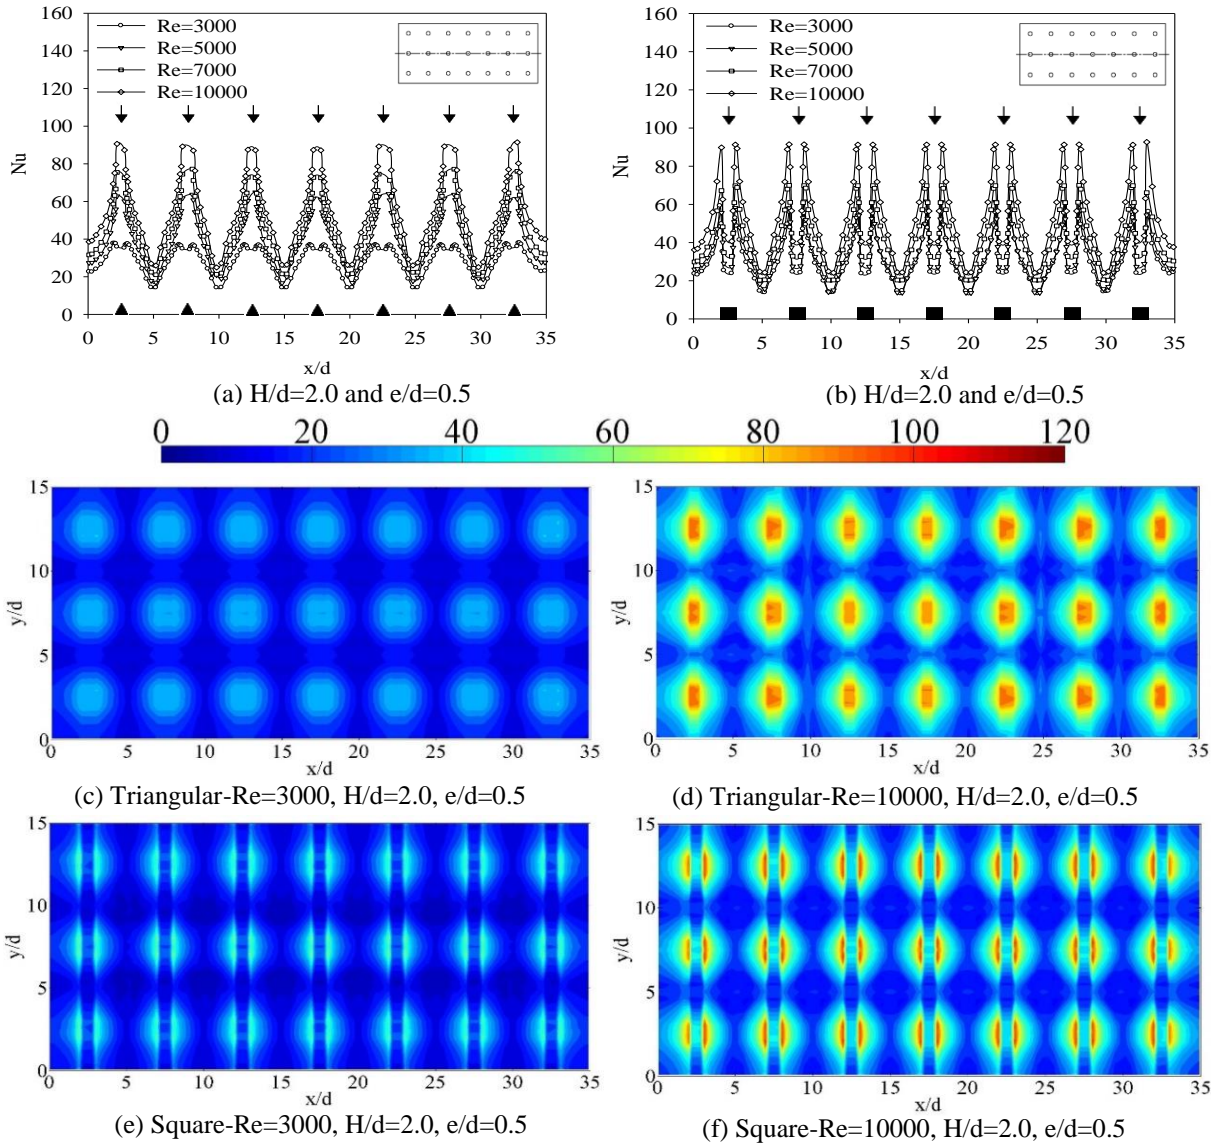 160
140
120
100
80
60
40
20
0
Nu
Re=3000
Re=5000
Re=7000
Re=10000
0 5 10 15 20 25 30 35
x/d
(a) H/d=2.0 and e/d=0.5
160
140
120
100
80
60
40
20
0
Nu
Re=3000
Re=5000
Re=7000
Re=10000
0 5 10 15 20 25 30 35
x/d
(b) H/d=2.0 and e/d=0.5
0 20 40 60 80 100 120
15
10
5
0
y/d
0 5 10 15 20 25 30 35
x/d
(c) Triangular-Re=3000, H/d=2.0, e/d=0.5
15
10
5
0
y/d
0 5 10 15 20 25 30 35
x/d
(d) Triangular-Re=10000, H/d=2.0, e/d=0.5
15
10
5
0
y/d
0 5 10 15 20 25 30 35
x/d
(e) Square-Re=3000, H/d=2.0, e/d=0.5
15
10
5
0
y/d
0 5 10 15 20 25 30 35
x/d
(f) Square-Re=10000, H/d=2.0, e/d=0.5